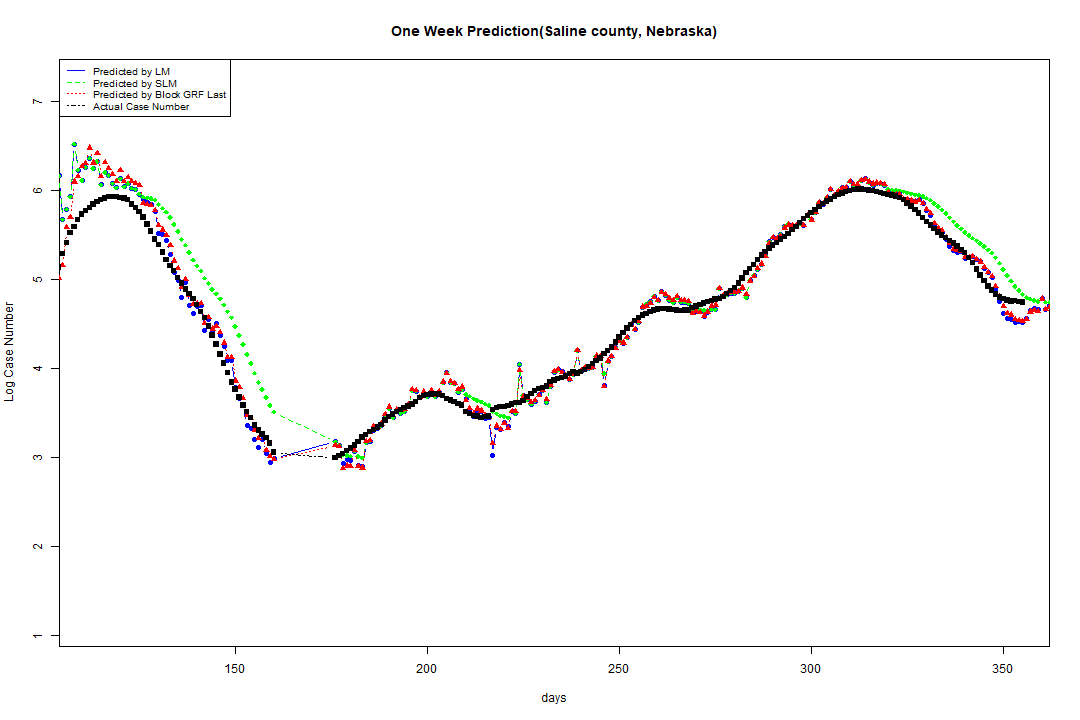 One Week Prediction(Saline county, Nebraska)
Predicted by LM
Predicted by SLM
Predicted by Block GRF Last
Actual Case Number
7
6
5
4
3
2
1
Log Case Number
150 200 250 300 350
days